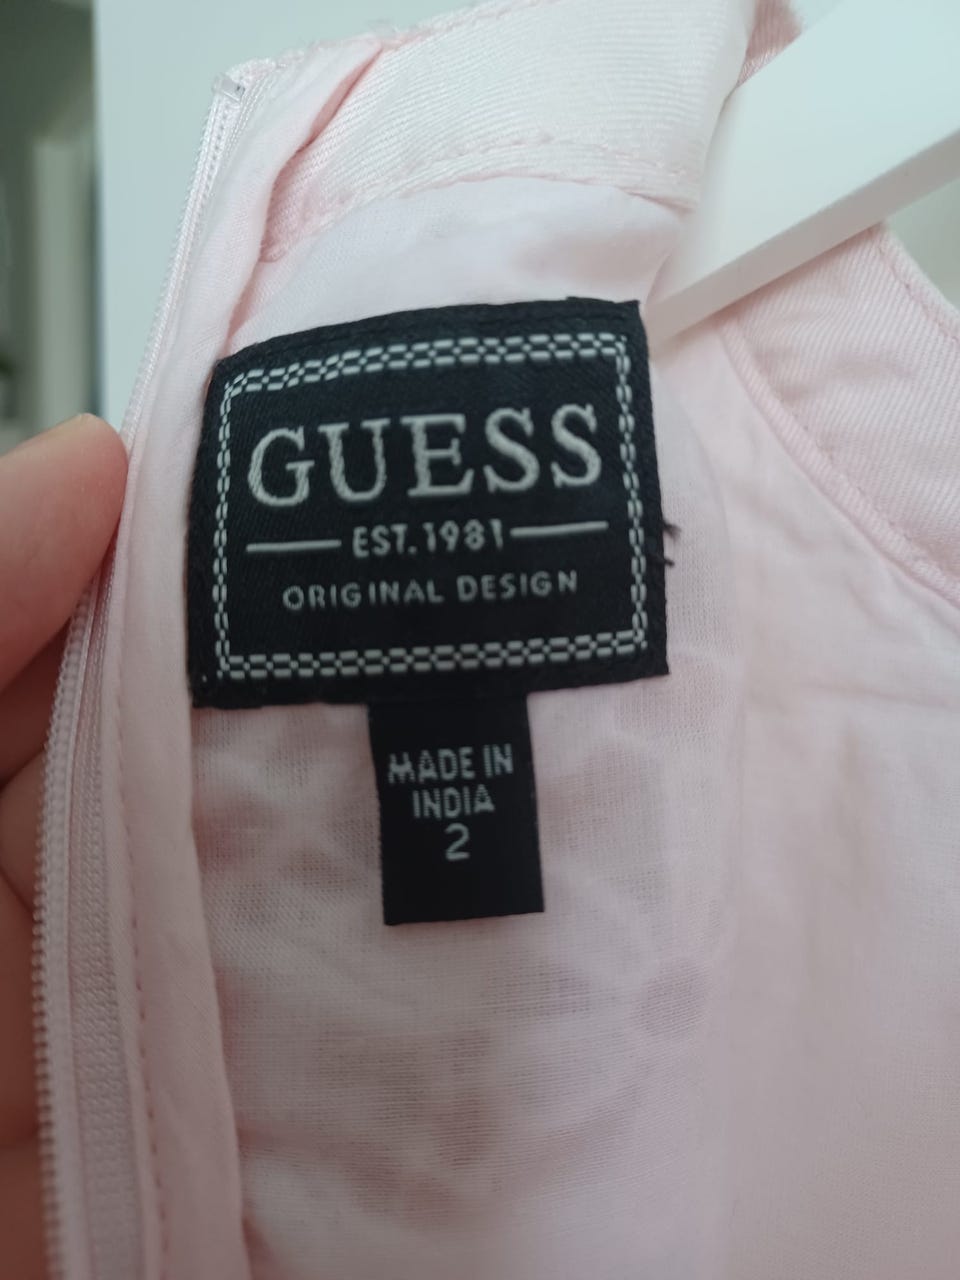 GUESS
EST. 1981
ORIGINAL DESIGN
MADE IN
INDIA
2